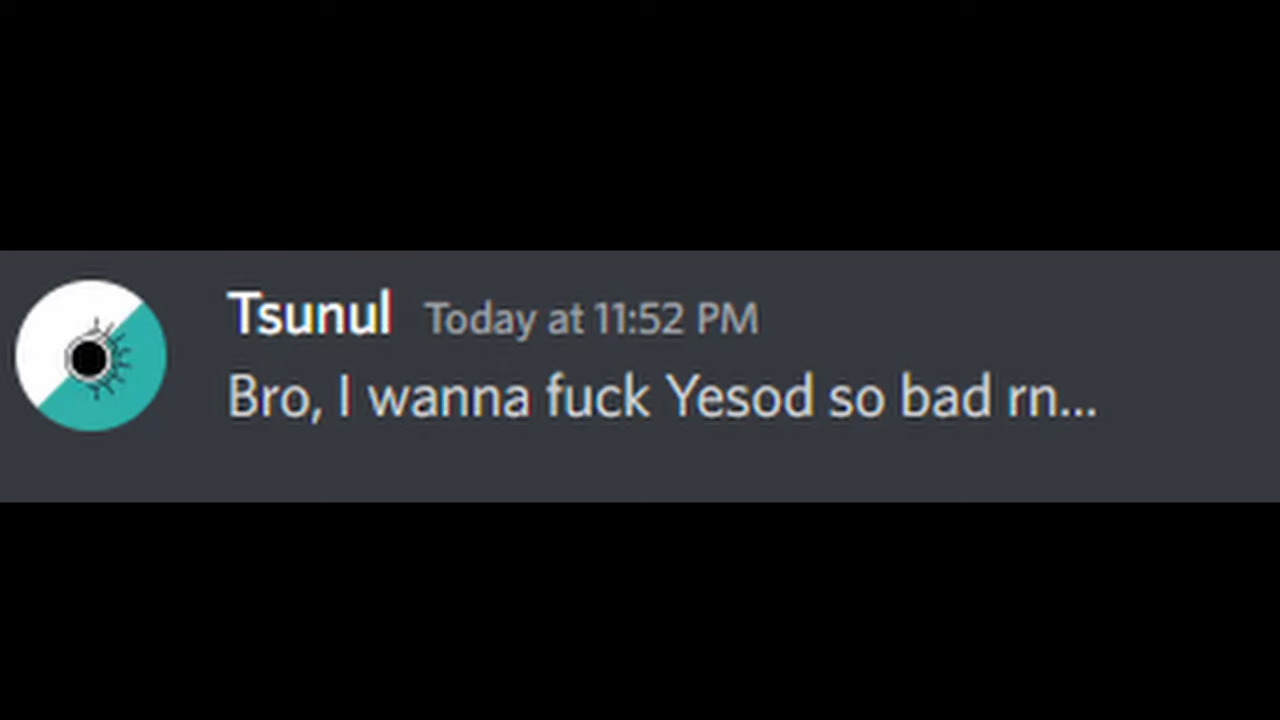 Tsunul Today at 11:52 PM
Bro, I wanna fuck Yesod so bad rn...